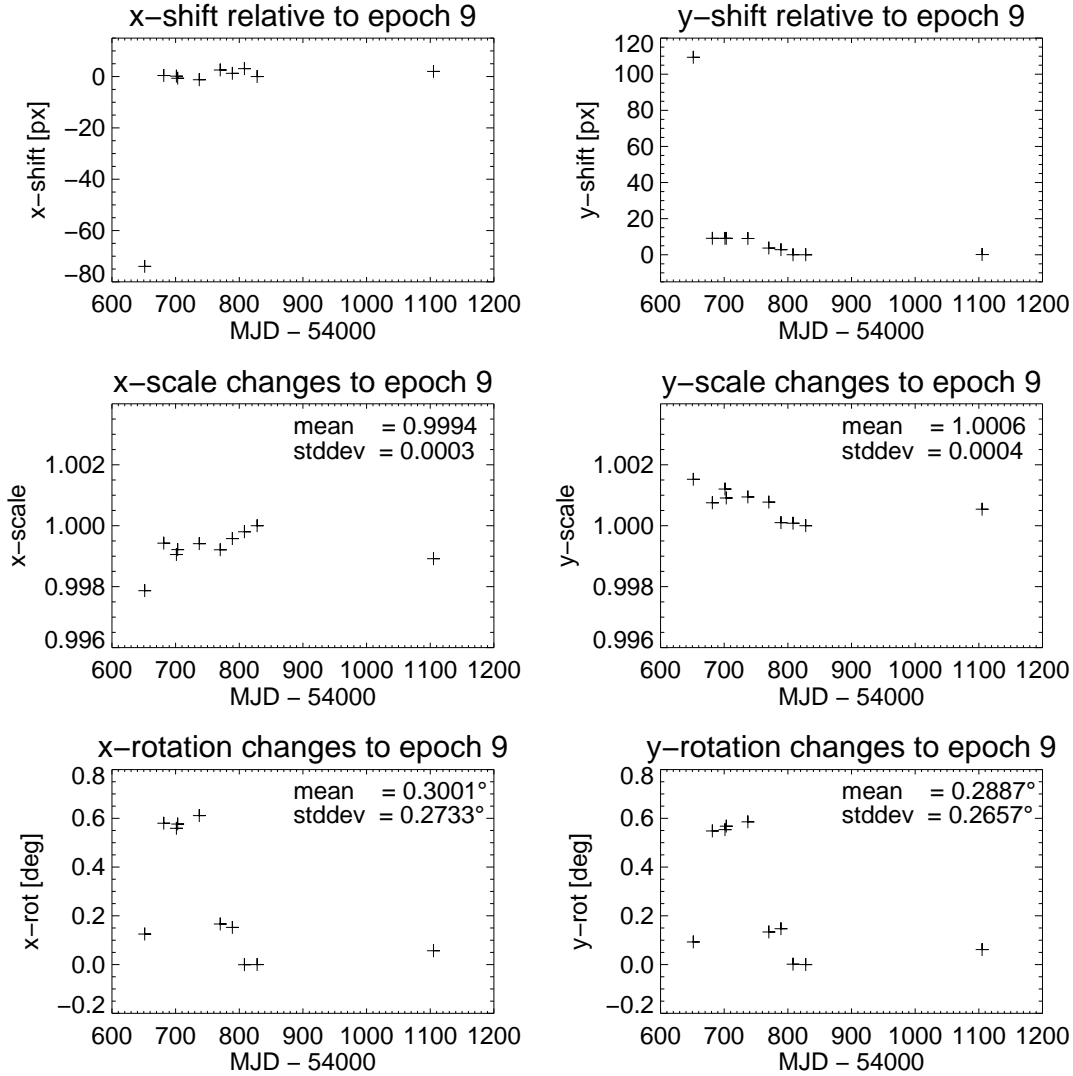 x−shift relative to epoch 9
x−shift [px]
20
0
−20
−40
−60
−80
600 700 800 900 1000 1100 1200
MJD − 54000
y−shift relative to epoch 9
y−shift [px]
120
100
80
60
40
20
0
600 700 800 900 1000 1100 1200
MJD − 54000
x−scale changes to epoch 9
mean = 0.9994
stddev = 0.0003
x−scale
1.002
1.000
0.998
0.996
600 700 800 900 1000 1100 1200
MJD − 54000
y−scale changes to epoch 9
mean = 1.0006
stddev = 0.0004
y−scale
1.002
1.000
0.998
0.996
600 700 800 900 1000 1100 1200
MJD − 54000
x−rotation changes to epoch 9
mean = 0.3001°
stddev = 0.2733°
x−rot [deg]
0.8
0.6
0.4
0.2
0.0
−0.2
600 700 800 900 1000 1100 1200
MJD − 54000
y−rotation changes to epoch 9
mean = 0.2887°
stddev = 0.2657°
y−rot [deg]
0.8
0.6
0.4
0.2
0.0
−0.2
600 700 800 900 1000 1100 1200
MJD − 54000